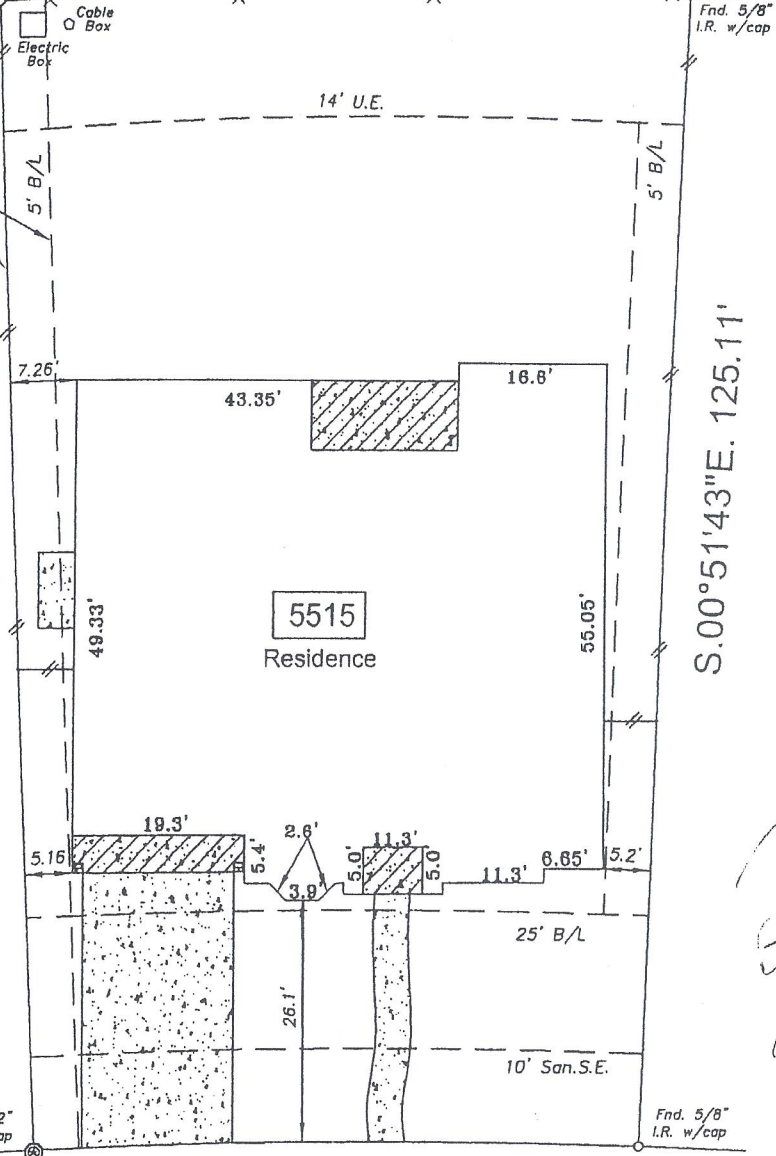 Cable
Box
Electric
Box
Fnd. 5/8"
I.R. w/cap
14' U.E.
5' B/L
5' B/L
S.00°51'43"E. 125.11'
7.26'
43.35'
16.6'
49.33'
5515
Residence
55.05'
19.3'
2.6'
11.3'
5.16'
5.4'
3.9'
5.0'
5.0'
11.3'
6.65'
5.2'
25' B/L
26.1'
10' San.S.E.
Fnd. 5/8"
I.R. w/cap